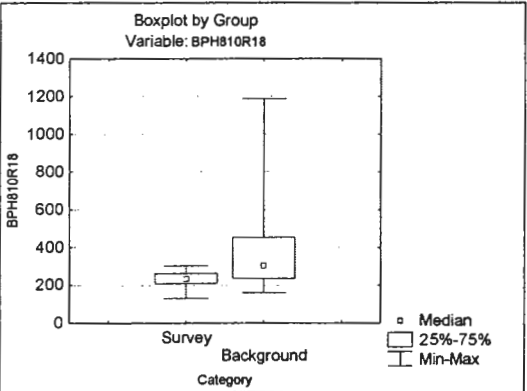 Boxplot by Group
Variable: BPH810R18
1400
1200
1000
800
600
400
200
0
BPH810R18
Survey
Background
Category
Median
25%-75%
Min-Max